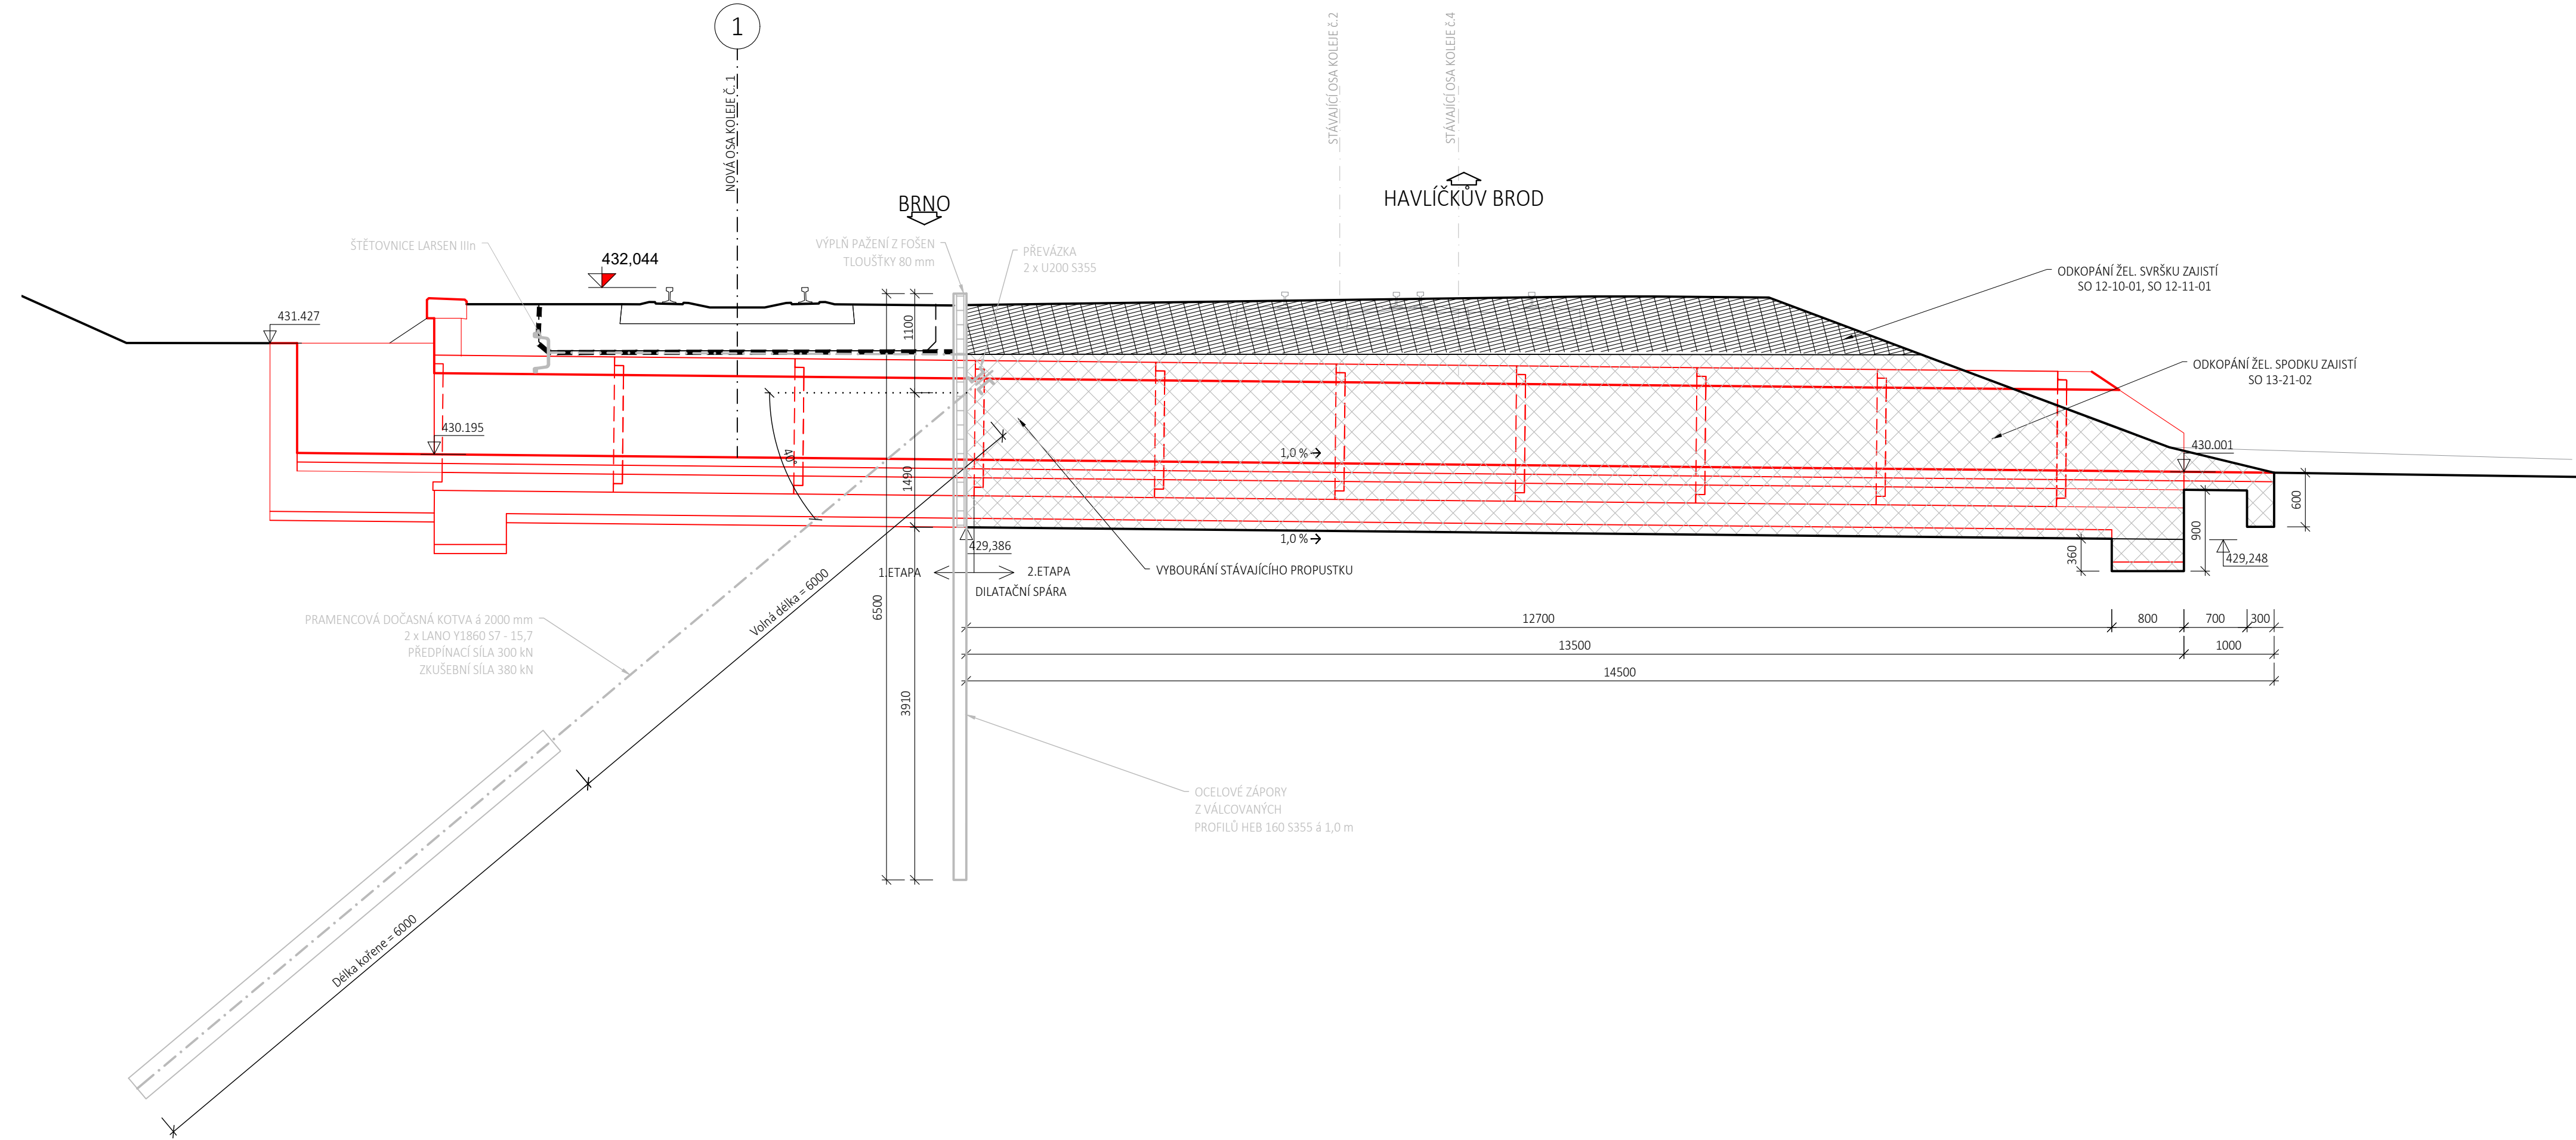 1
NOVÁ OSA KOLEJE Č. 1
STÁVAJÍCÍ OSA KOLEJE č.2
STÁVAJÍCÍ OSA KOLEJE č.4
BRNO
HAVLÍČKŮV BROD
ŠTĚTOVNICE LARSEN IIIn
VÝPLŇ PAŽENÍ Z FOŠEN
TLOUŠŤKY 80 mm
PŘEVÁZKA
2 x U200 S355
432,044
ODKOPÁNÍ ŽEL. SVRŠKU ZAJISTÍ
SO 12-10-01, SO 12-11-01
431.427
1100
ODKOPÁNÍ ŽEL. SPODKU ZAJISTÍ
SO 13-21-02
430.195
40°
1490
1,0 %
430.001
600
900
360
429,248
1,0 %
429,386
1.ETAPA
2.ETAPA
DILATAČNÍ SPÁRA
VYBOURÁNÍ STÁVAJÍCÍHO PROPUSTKU
6500
Volná délka = 6000
PRAMENCOVÁ DOČASNÁ KOTVA á 2000 mm
2 x LANO Y1860 S7 - 15,7
PŘEDPÍNACÍ SÍLA 300 kN
ZKUŠEBNÍ SÍLA 380 kN
12700
800
700
300
13500
1000
14500
3910
OCELOVÉ ZÁPORY
Z VÁLCOVANÝCH
PROFILŮ HEB 160 S355 á 1,0 m
Délka kořene = 6000